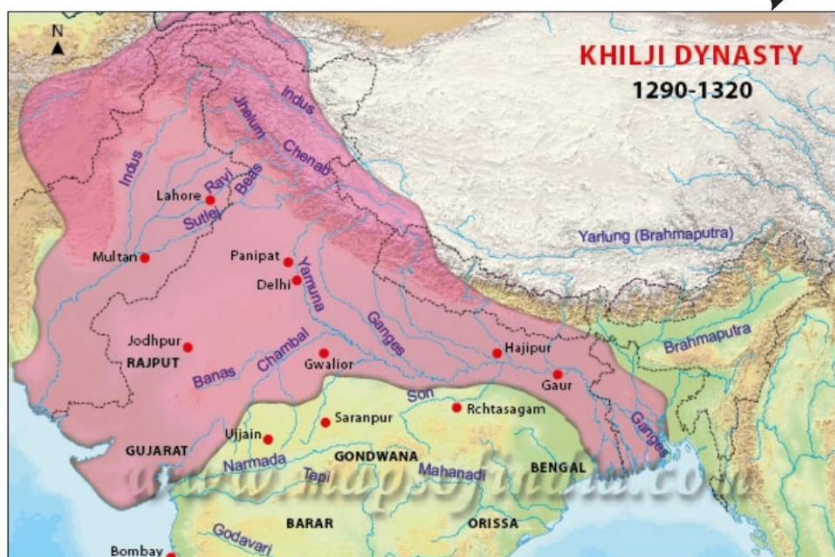 N
KHILJI DYNASTY
1290-1320
Indus
Jhelum
Chenab
Indus
Ravi
Beas
Lahore
Sutlej
Yarlung (Brahmaputra)
Multan
Panipat
Delhi
Yamuna
Ganges
Brahmaputra
Jodhpur
RAJPUT
Banas
Chambal
Gwalior
Hajipur
Gaur
Son
Rchtasagam
Saranpur
Ganges
Ujjain
GUJARAT
Narmada
GONDWANA
Tapi
Mahanadi
BENGAL
www.mapsofindia.com
BARAR
ORISSA
Godavari
Bombay